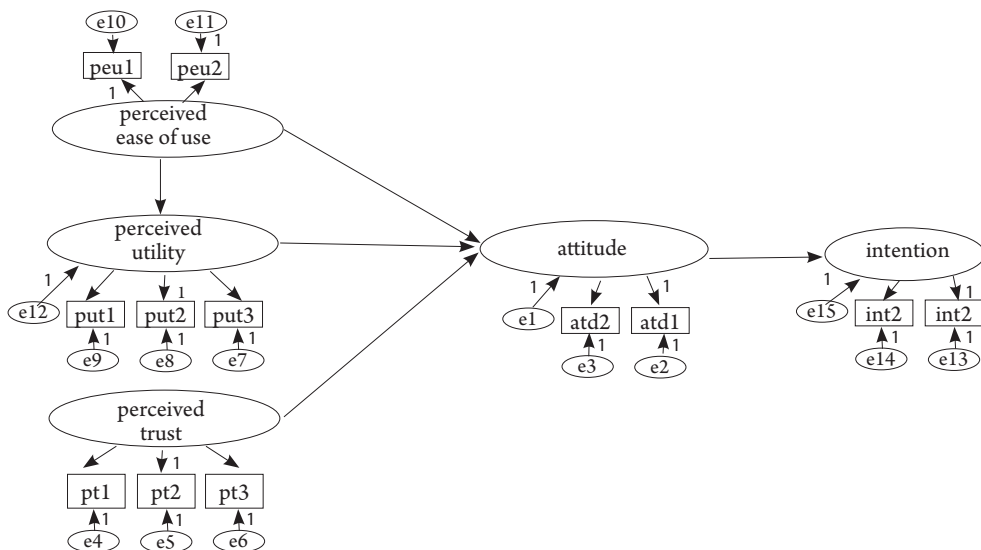 e10 e11
1
peu1 peu2
1
perceived
ease of use
perceived
utility
attitude
intention
1
1
1
e12
1
put1 put2 put3
1 1 1
e9 e8 e7
e1
1
atd2 atd1
1 1
e3 e2
e15
1
int2 int2
1 1
e14 e13
perceived
trust
1
pt1 pt2 pt3
1 1 1
e4 e5 e6